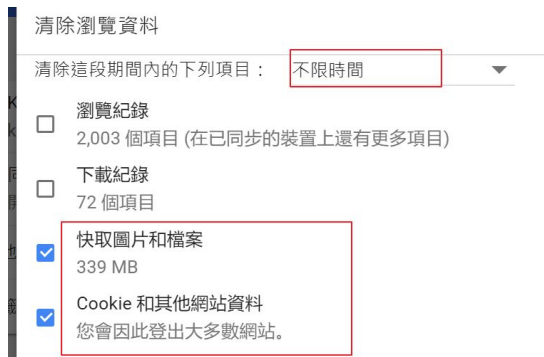 清除瀏覽資料
清除這段期間內的下列項目： 不限時間
瀏覽紀錄
2,003 個項目 (在已同步的裝置上還有更多項目)
下載紀錄
72 個項目
快取圖片和檔案
339 MB
Cookie 和其他網站資料
您會因此登出大多數網站。